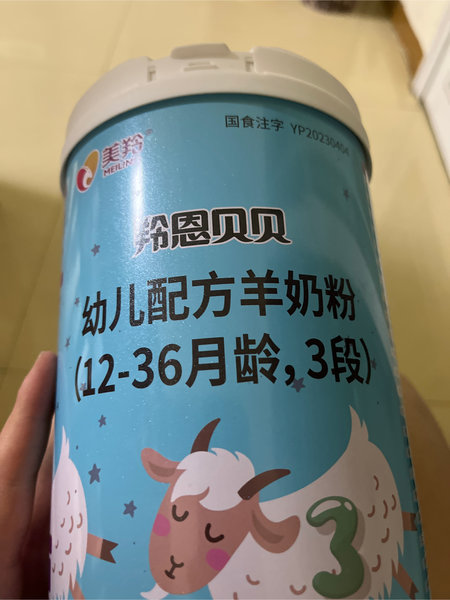 国食注字 YP20230404
美羚®
MEILING
羚恩贝贝
幼儿配方羊奶粉
(12-36月龄,3段)
3